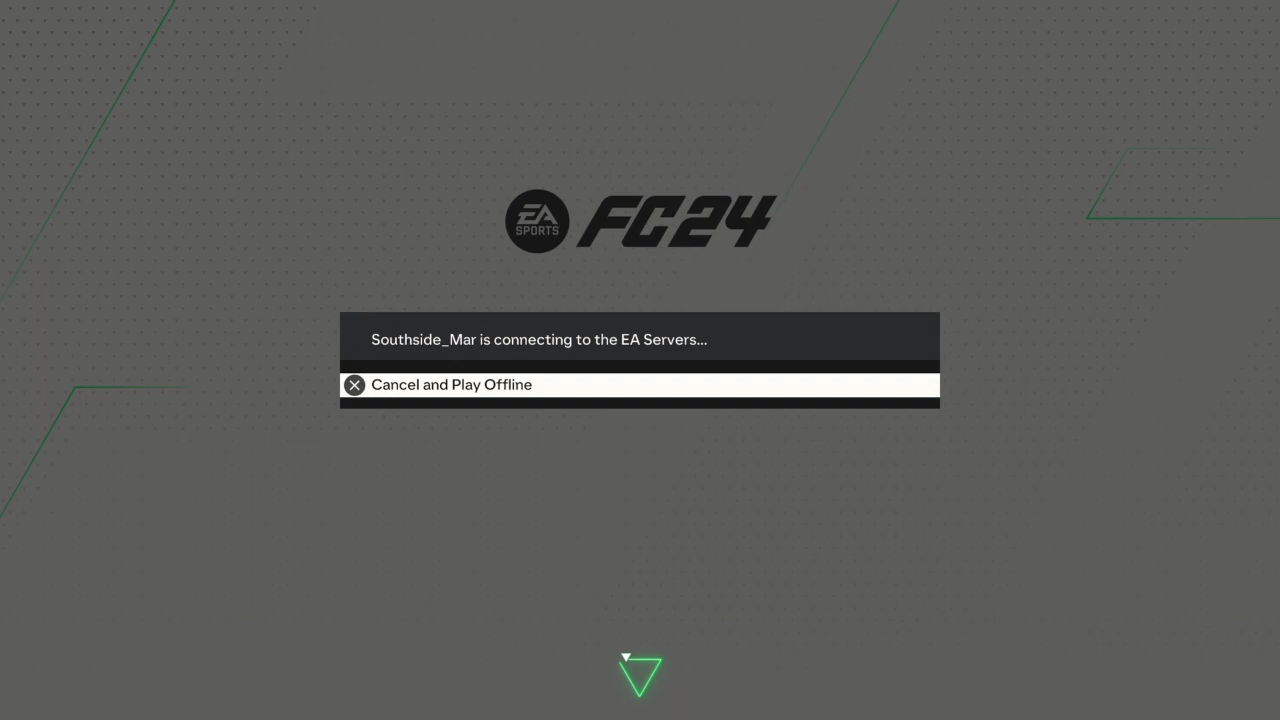 EA
SPORTS
FC24
Southside_Mar is connecting to the EA Servers...
Cancel and Play Offline